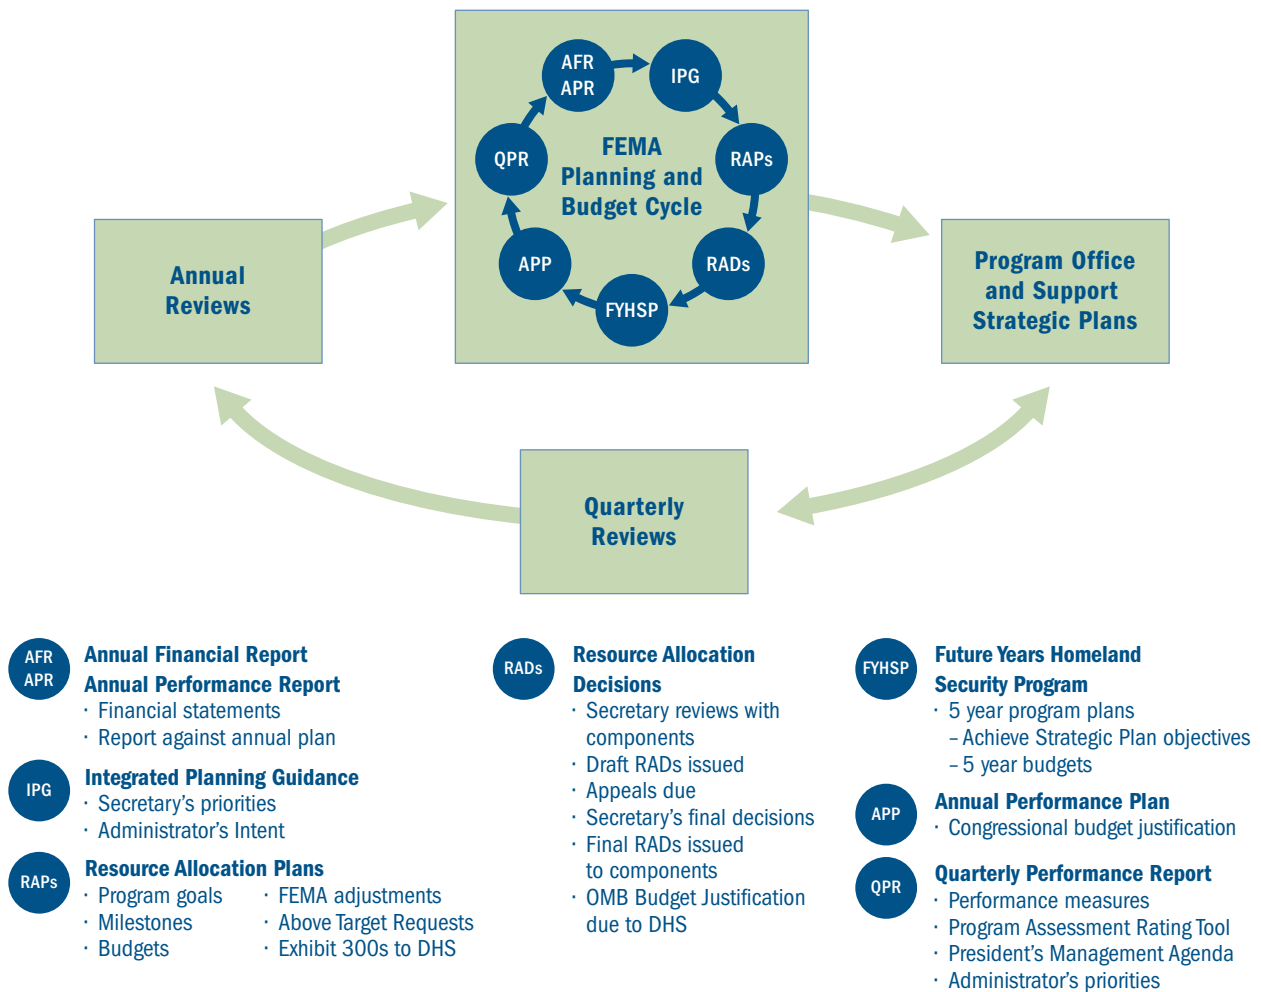 AFR
APR
IPG
QPR
FEMA
Planning and
Budget Cycle
RAPs
APP
RADs
FYHSP
Annual
Reviews
Program Office
and Support
Strategic Plans
Quarterly
Reviews
AFR
APR
Annual Financial Report
Annual Performance Report
· Financial statements
· Report against annual plan
IPG
Integrated Planning Guidance
· Secretary’s priorities
· Administrator’s Intent
RAPs
Resource Allocation Plans
· Program goals
· Milestones
· Budgets
· FEMA adjustments
· Above Target Requests
· Exhibit 300s to DHS
RADs
Resource Allocation
Decisions
· Secretary reviews with
components
· Draft RADs issued
· Appeals due
· Secretary’s final decisions
· Final RADs issued
to components
· OMB Budget Justification
due to DHS
FYHSP
Future Years Homeland
Security Program
· 5 year program plans
– Achieve Strategic Plan objectives
– 5 year budgets
APP
Annual Performance Plan
· Congressional budget justification
QPR
Quarterly Performance Report
· Performance measures
· Program Assessment Rating Tool
· President’s Management Agenda
· Administrator’s priorities